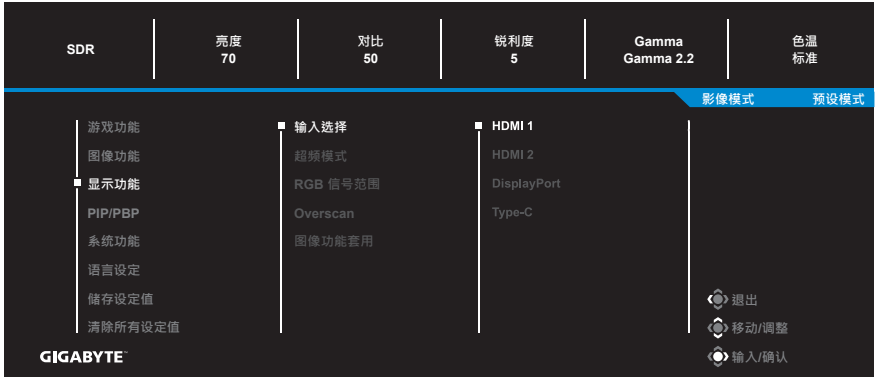 SDR
亮度
70
对比
50
锐利度
5
Gamma
Gamma 2.2
色温
标准
影像模式 预设模式
游戏功能
图像功能
显示功能
PIP/PBP
系统功能
语言设定
储存设定值
清除所有设定值
输入选择
超频模式
RGB 信号范围
Overscan
图像功能套用
HDMI 1
HDMI 2
DisplayPort
Type-C
退出
移动/调整
输入/确认
GIGABYTE™